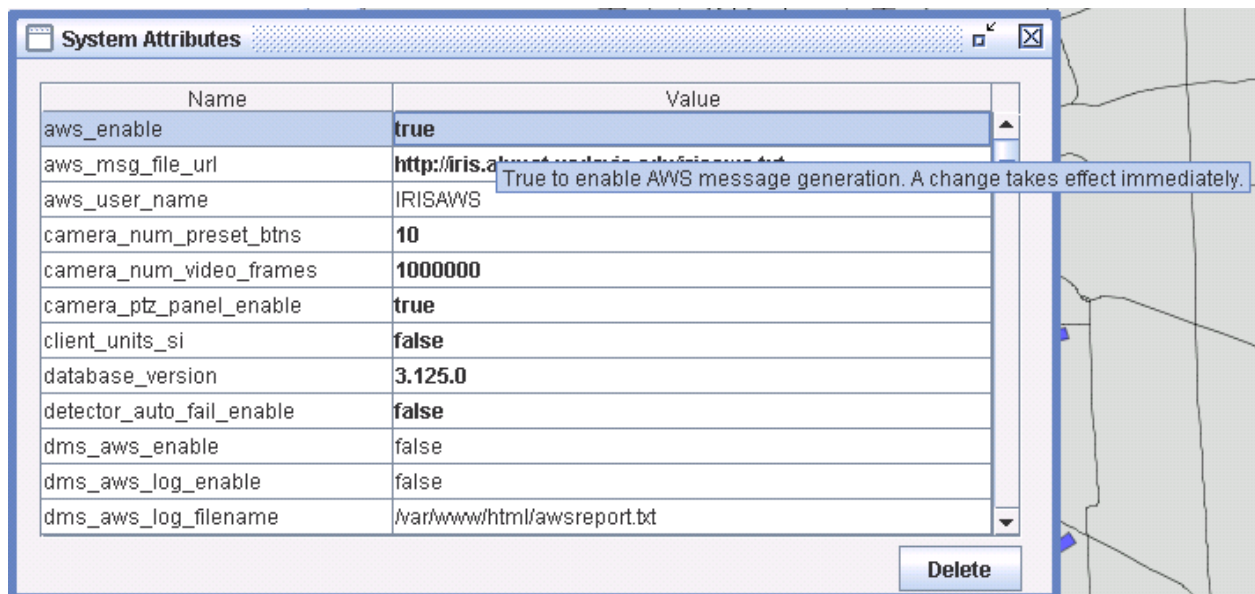 System Attributes
Name Value
aws_enable true
aws_msg_file_url http://iris.a
True to enable AWS message generation. A change takes effect immediately.
aws_user_name IRISAWS
camera_num_preset_btns 10
camera_num_video_frames 1000000
camera_ptz_panel_enable true
client_units_si false
database_version 3.125.0
detector_auto_fail_enable false
dms_aws_enable false
dms_aws_log_enable false
dms_aws_log_filename /var/www/html/awsreport.txt
Delete